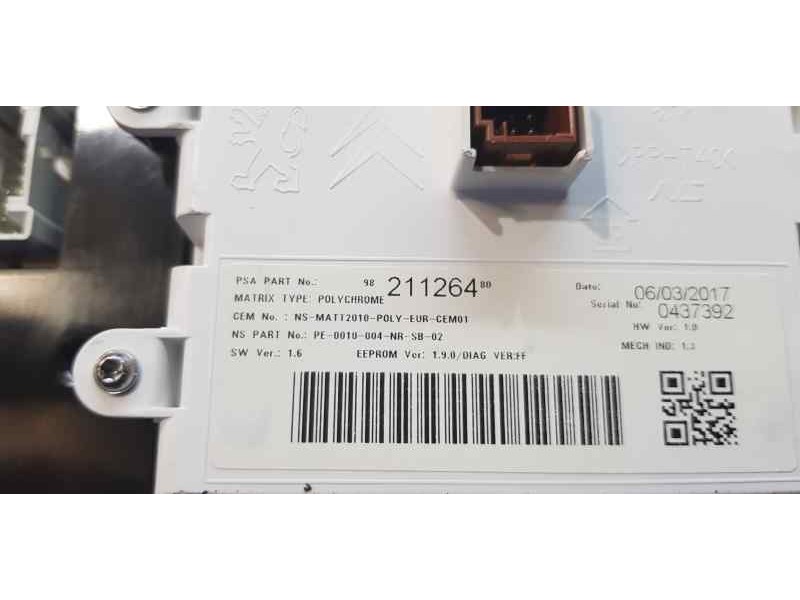 PSA PART No.: 98 211264 80
Date: 06/03/2017
MATRIX TYPE: POLYCHROME
Serial No: 0437392
CEM No.: NS-MATT2010-POLY-EUR-CEM01
HW Ver: 1.0
NS PART No.: PE-0010-004-NR-SB-02
SW Ver.: 1.6 EEPROM Ver: 1.9.0/DIAG VER:FF
MECH IND: 1.3